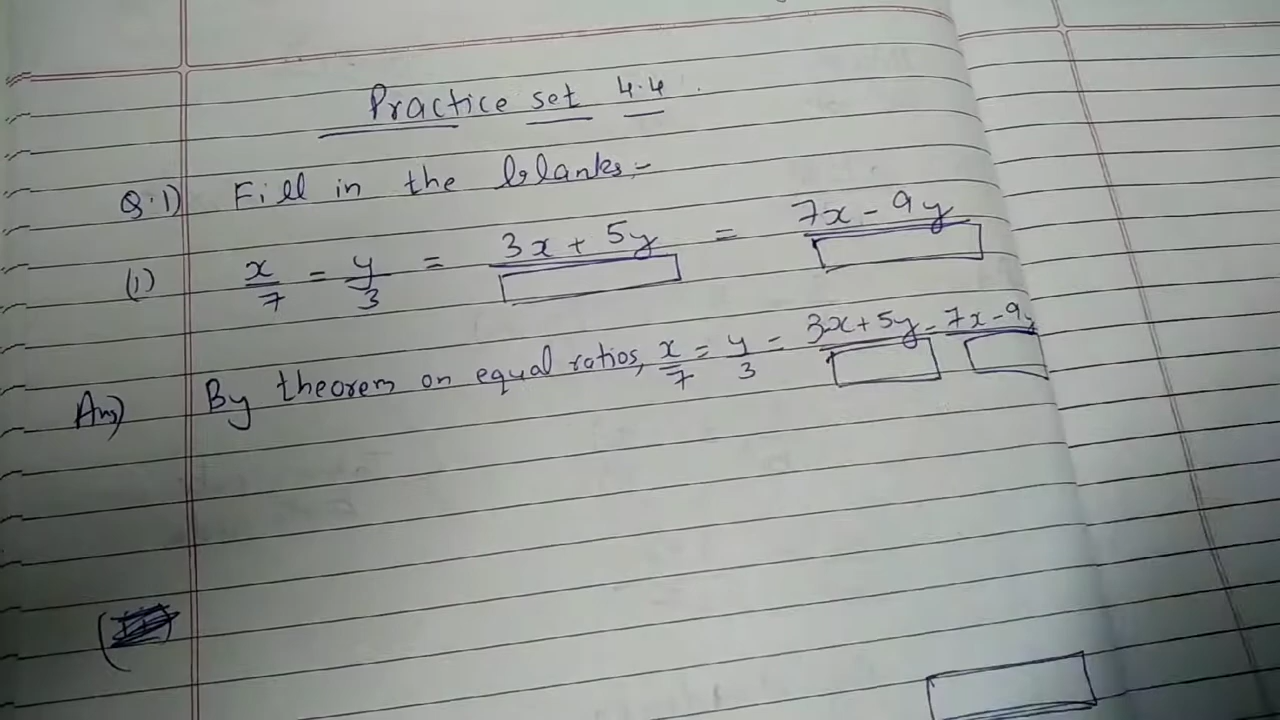 Practice set 4.4
Q.1) Fill in the blanks:-
(1) x/7 = y/3 = 3x + 5y/□ = 7x - 9y/□
Ans) By theorem on equal ratios, x/7 = y/3 = 3x+5y/□ = 7x-9y/□